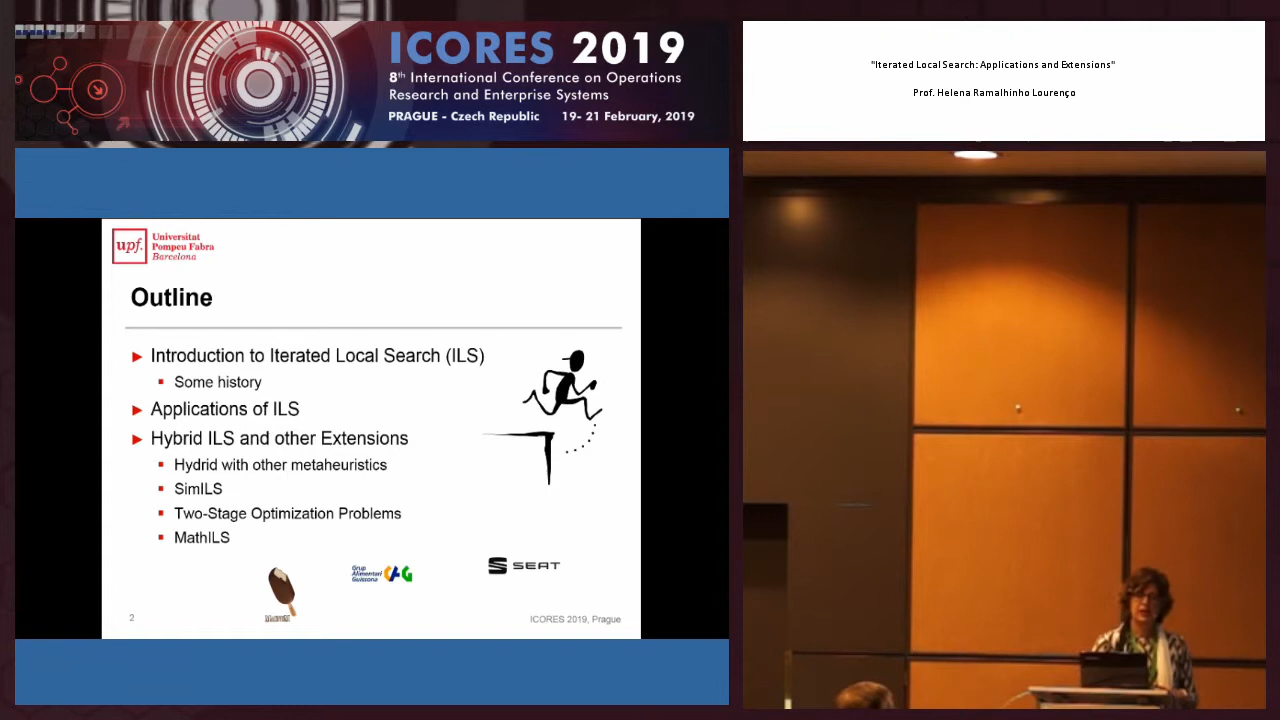 ICORES 2019
8th International Conference on Operations
Research and Enterprise Systems
PRAGUE - Czech Republic 19- 21 February, 2019
"Iterated Local Search: Applications and Extensions"
Prof. Helena Ramalhinho Lourenço
upf.
Universitat
Pompeu Fabra
Barcelona
Outline
Introduction to Iterated Local Search (ILS)
Some history
Applications of ILS
Hybrid ILS and other Extensions
Hydrid with other metaheuristics
SimILS
Two-Stage Optimization Problems
MathILS
Grup
Alimentari
Guissona
CAG
SEAT
2
ICORES 2019, Prague